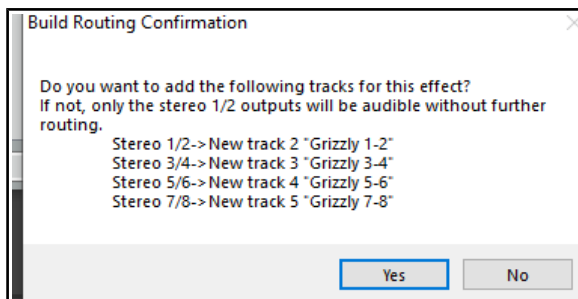 Build Routing Confirmation
Do you want to add the following tracks for this effect?
If not, only the stereo 1/2 outputs will be audible without further
routing.
Stereo 1/2->New track 2 "Grizzly 1-2"
Stereo 3/4->New track 3 "Grizzly 3-4"
Stereo 5/6->New track 4 "Grizzly 5-6"
Stereo 7/8->New track 5 "Grizzly 7-8"
Yes No